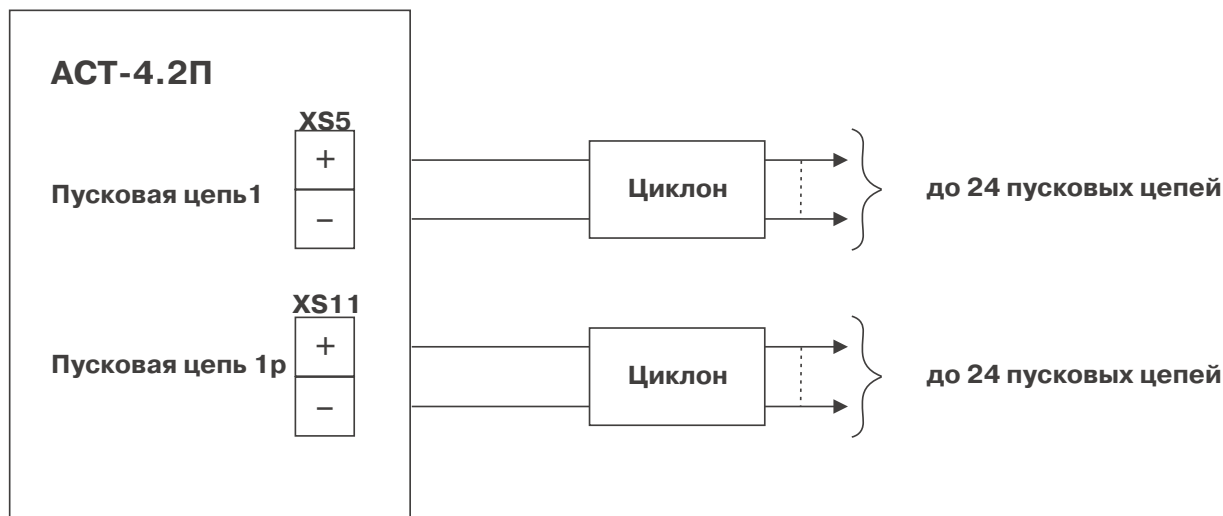 АСТ-4.2П
XS5
+
Пусковая цепь1
−
Циклон
до 24 пусковых цепей
XS11
+
Пусковая цепь 1р
−
Циклон
до 24 пусковых цепей